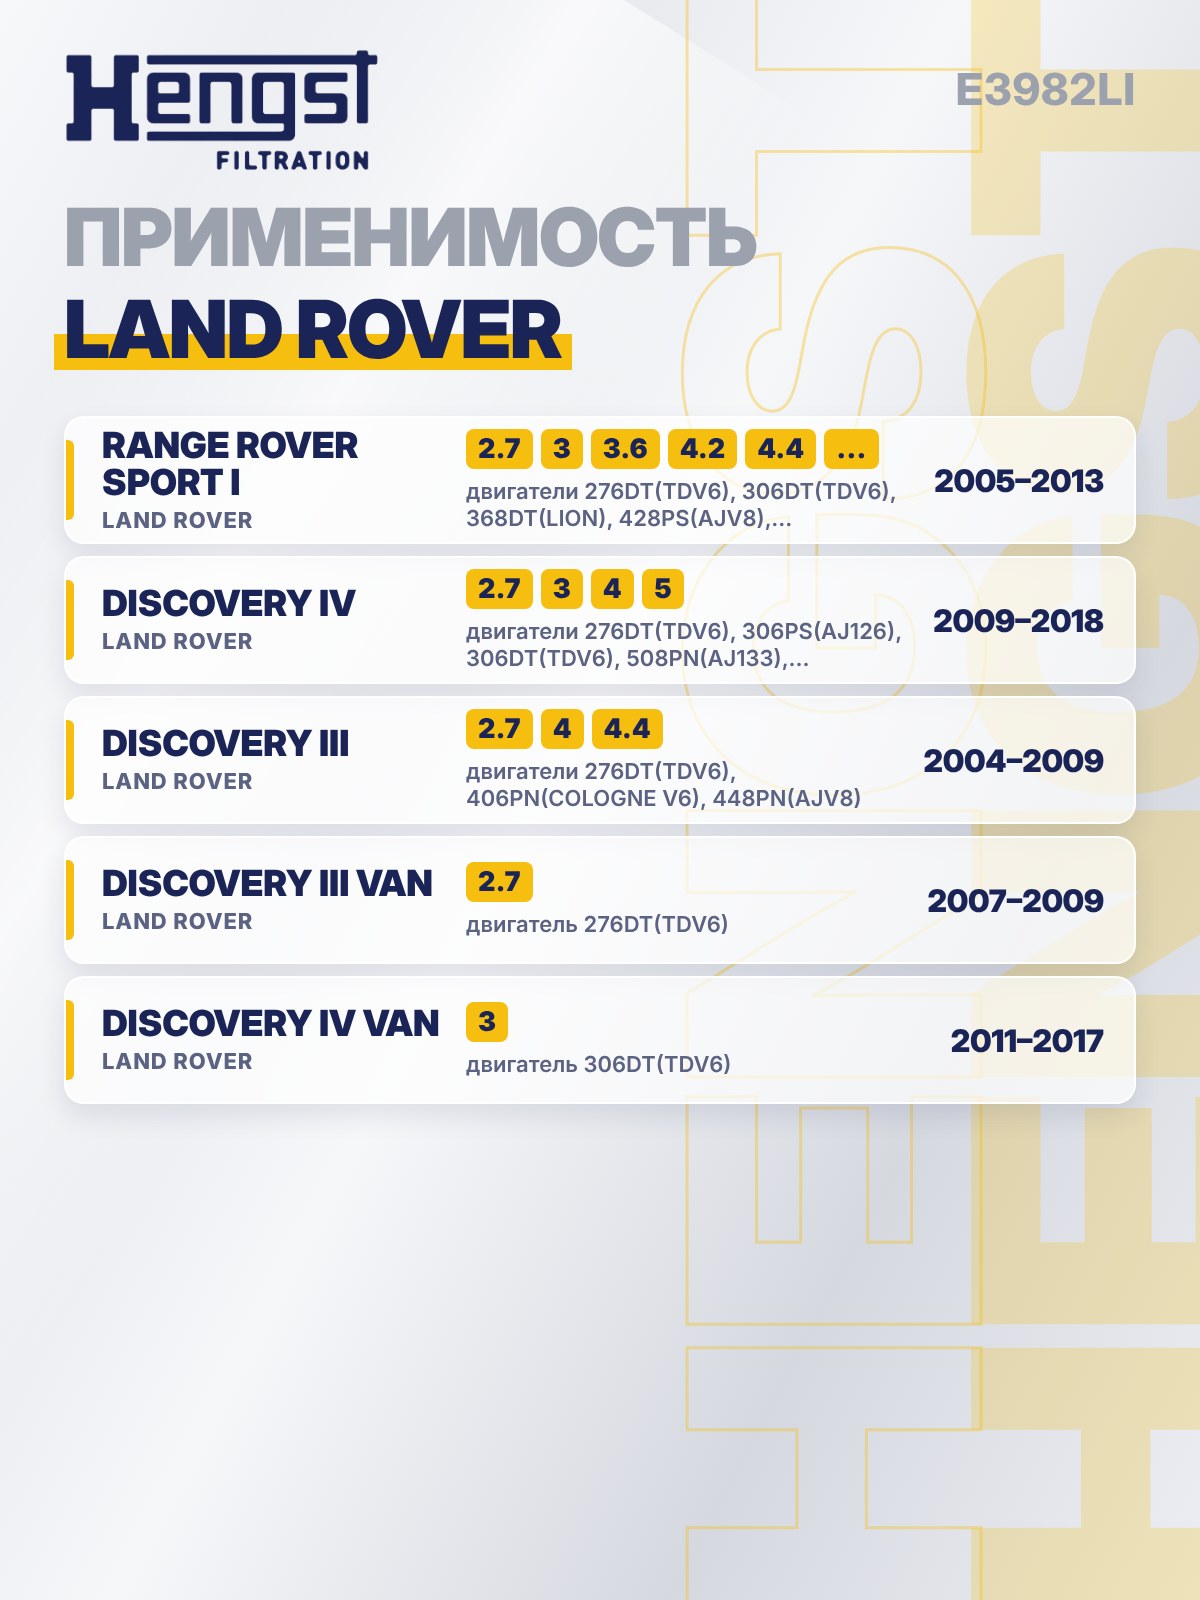 Hengst
FILTRATION
E3982LI
ПРИМЕНИМОСТЬ
LAND ROVER
RANGE ROVER
SPORT I
LAND ROVER
2.7 3 3.6 4.2 4.4 ...
двигатели 276DT(TDV6), 306DT(TDV6),
368DT(LION), 428PS(AJV8),...
2005–2013
DISCOVERY IV
LAND ROVER
2.7 3 4 5
двигатели 276DT(TDV6), 306PS(AJ126),
306DT(TDV6), 508PN(AJ133),...
2009–2018
DISCOVERY III
LAND ROVER
2.7 4 4.4
двигатели 276DT(TDV6),
406PN(COLOGNE V6), 448PN(AJV8)
2004–2009
DISCOVERY III VAN
LAND ROVER
2.7
двигатель 276DT(TDV6)
2007–2009
DISCOVERY IV VAN
LAND ROVER
3
двигатель 306DT(TDV6)
2011–2017
HENGST
HENGST